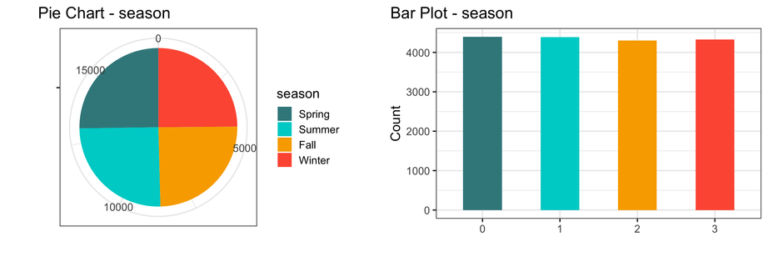 Pie Chart - season
0
15000
5000
10000
season
Spring
Summer
Fall
Winter
Bar Plot - season
Count
4000
3000
2000
1000
0
0 1 2 3